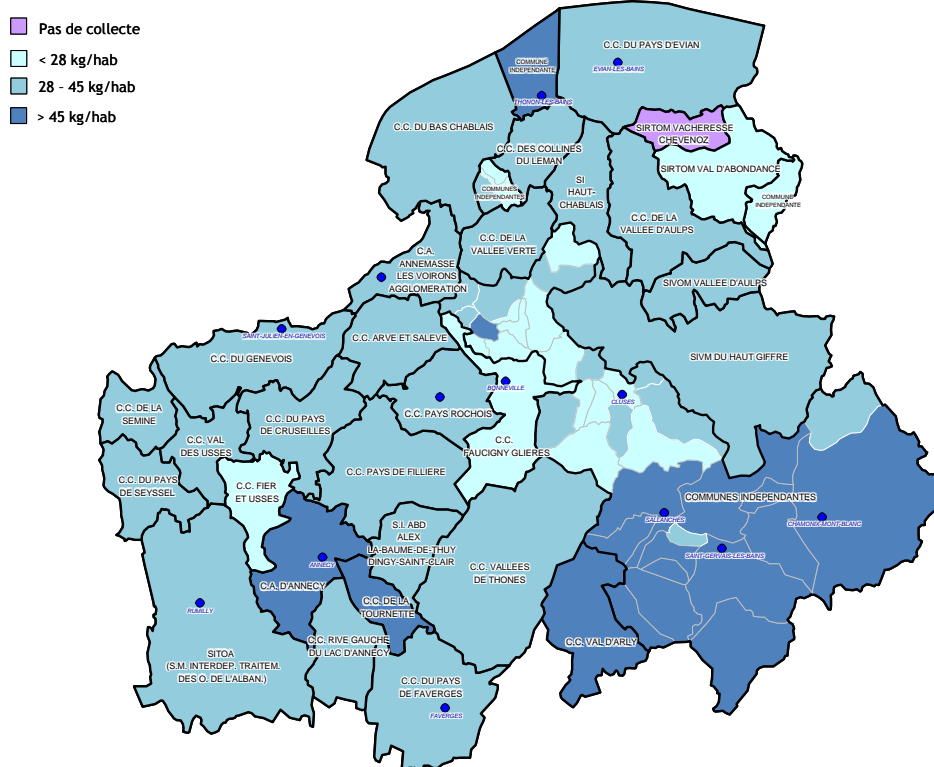 Pas de collecte
< 28 kg/hab
28 – 45 kg/hab
> 45 kg/hab
C.C. DU PAYS D'EVIAN
EVIAN-LES-BAINS
COMMUNE
INDEPENDANTE
THONON-LES-BAINS
C.C. DU BAS CHABLAIS
SIRTOM VACHERESSE
CHEVENOZ
C.C. DES COLLINES
DU LEMAN
SIRTOM VAL D'ABONDANCE
SI
HAUT-
CHABLAIS
COMMUNES
INDEPENDANTES
COMMUNE
INDEPENDANTE
C.C. DE LA
VALLEE D'AULPS
C.C. DE LA
VALLEE VERTE
C.A.
ANNEMASSE
LES VOIRONS
AGGLOMERATION
SIVOM VALLEE D'AULPS
SAINT-JULIEN-EN-GENEVOIS
C.C. ARVE ET SALEVE
C.C. DU GENEVOIS
SIVM DU HAUT GIFFRE
BONNEVILLE
CLUSES
C.C. DE LA
SEMINE
C.C. PAYS ROCHOIS
C.C. DU PAYS
DE CRUSEILLES
C.C. VAL
DES USSES
C.C.
FAUCIGNY GLIERES
C.C. PAYS DE FILLIERE
C.C. DU PAYS
DE SEYSSEL
C.C. FIER
ET USSES
COMMUNES INDEPENDANTES
SALLANCHES
CHAMONIX-MONT-BLANC
S.I. ABD
ALEX
LA-BAUME-DE-THUY
DINGY-SAINT-CLAIR
SAINT-GERVAIS-LES-BAINS
ANNECY
C.C. VALLEES
DE THONES
C.A. D'ANNECY
C.C. DE LA
TOURNETTE
RUMILLY
C.C. RIVE GAUCHE
DU LAC D'ANNECY
C.C. VAL D'ARLY
SITOA
(S.M. INTERDEP. TRAITEM.
DES O. DE L'ALBAN.)
C.C. DU PAYS
DE FAVERGES
FAVERGES